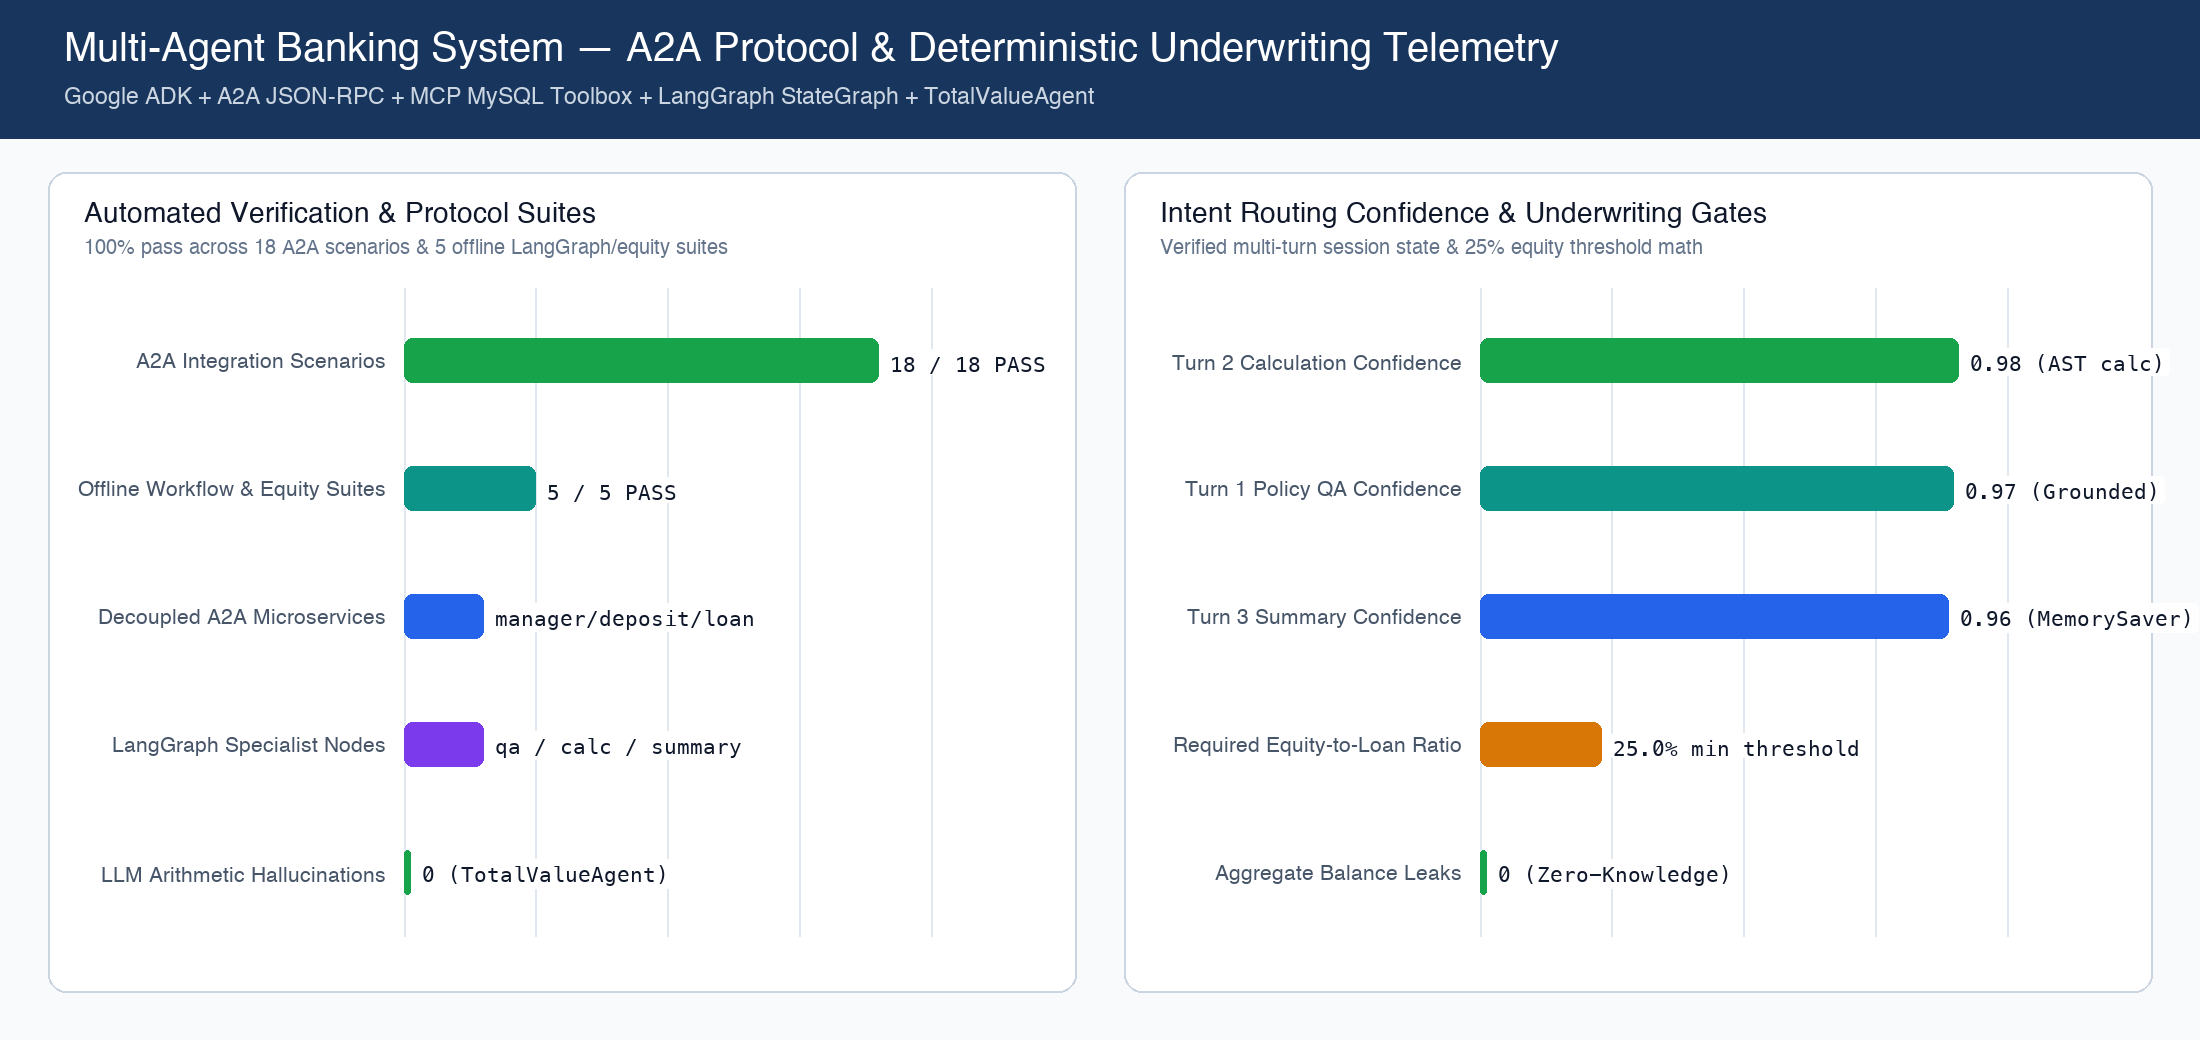 Multi-Agent Banking System — A2A Protocol & Deterministic Underwriting Telemetry
Google ADK + A2A JSON-RPC + MCP MySQL Toolbox + LangGraph StateGraph + TotalValueAgent
Automated Verification & Protocol Suites
100% pass across 18 A2A scenarios & 5 offline LangGraph/equity suites
A2A Integration Scenarios 18 / 18 PASS
Offline Workflow & Equity Suites 5 / 5 PASS
Decoupled A2A Microservices manager/deposit/loan
LangGraph Specialist Nodes qa / calc / summary
LLM Arithmetic Hallucinations 0 (TotalValueAgent)
Intent Routing Confidence & Underwriting Gates
Verified multi-turn session state & 25% equity threshold math
Turn 2 Calculation Confidence 0.98 (AST calc)
Turn 1 Policy QA Confidence 0.97 (Grounded)
Turn 3 Summary Confidence 0.96 (MemorySaver)
Required Equity-to-Loan Ratio 25.0% min threshold
Aggregate Balance Leaks 0 (Zero-Knowledge)